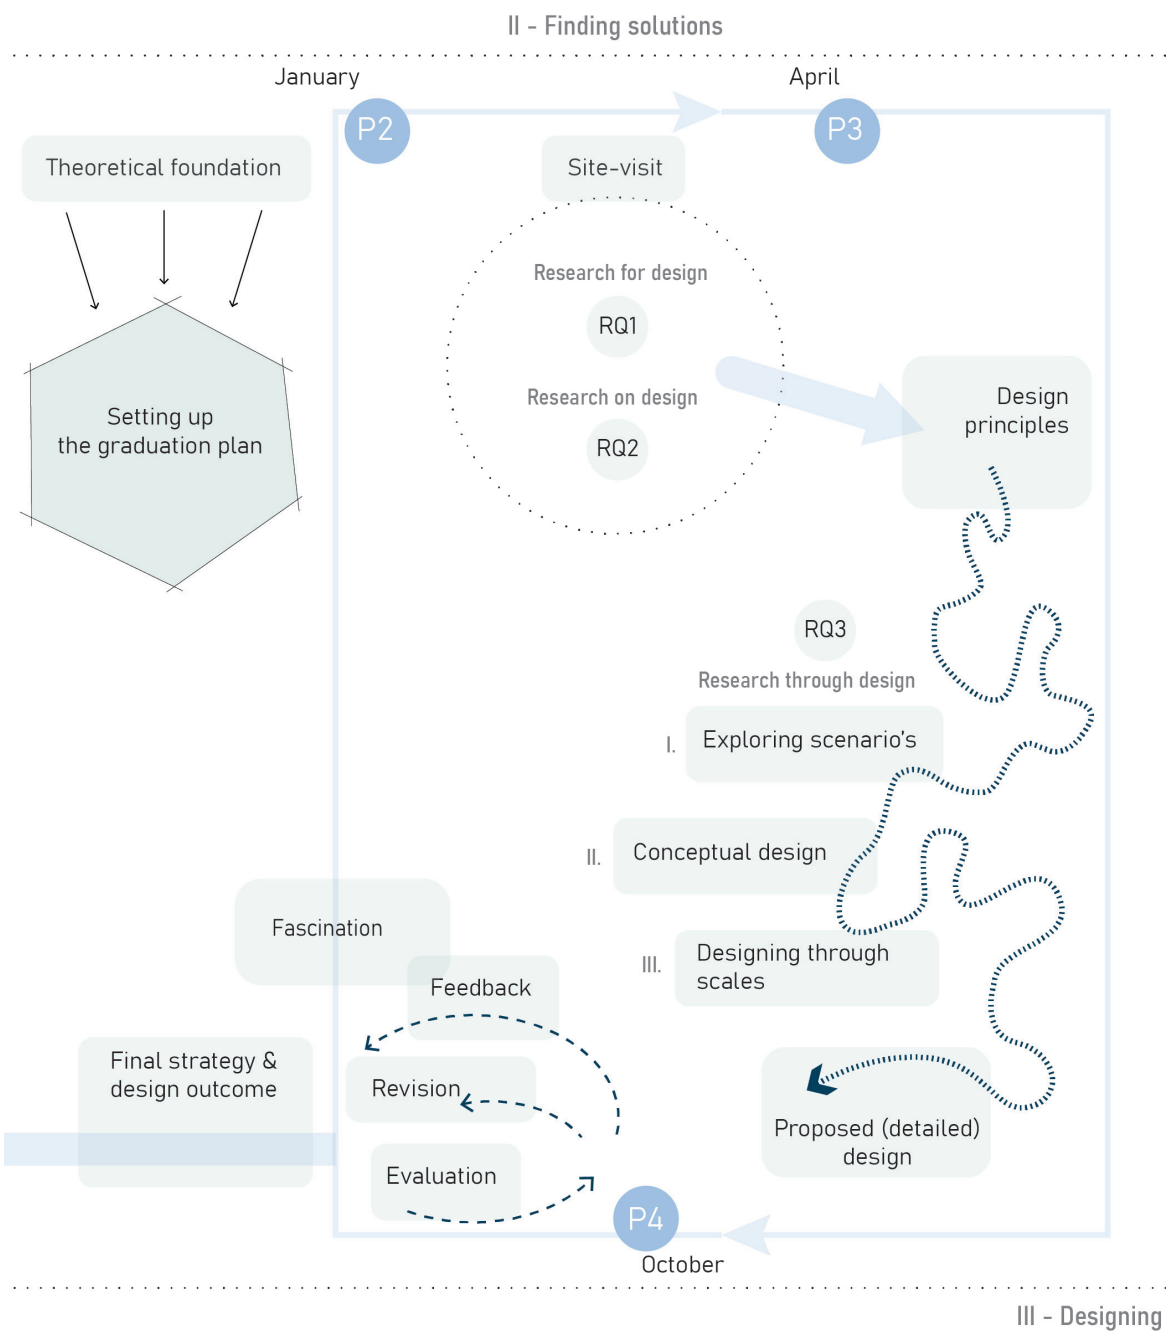 II - Finding solutions
January
April
P2
P3
Theoretical foundation
Site-visit
Research for design
RQ1
Research on design
RQ2
Setting up
the graduation plan
Design
principles
RQ3
Research through design
I.
Exploring scenario's
II.
Conceptual design
III.
Designing through
scales
Fascination
Feedback
Revision
Evaluation
Final strategy &
design outcome
Proposed (detailed)
design
P4
October
III - Designing